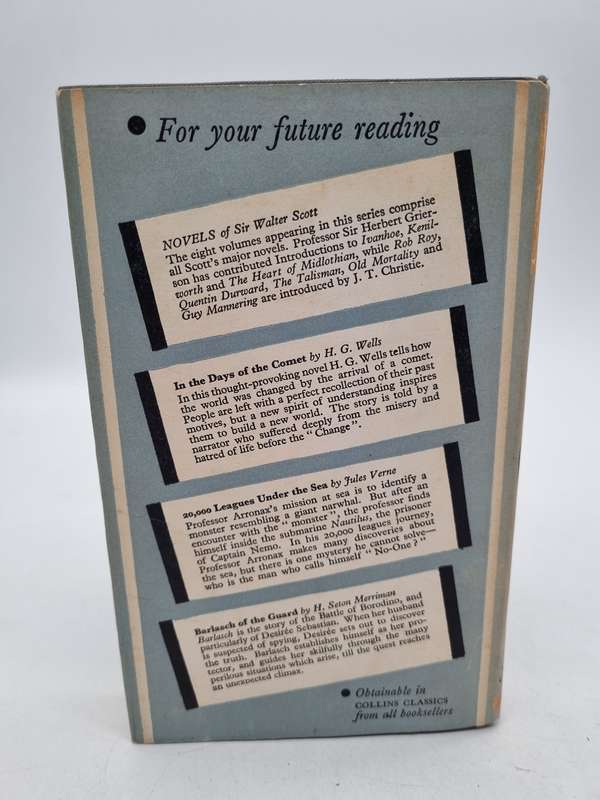 • For your future reading
NOVELS of Sir Walter Scott
The eight volumes appearing in this series comprise
all Scott's major novels. Professor Sir Herbert Grier-
son has contributed Introductions to Ivanhoe, Kenil-
worth and The Heart of Midlothian, while Rob Roy,
Quentin Durward, The Talisman, Old Mortality and
Guy Mannering are introduced by J. T. Christie.
In the Days of the Comet by H. G. Wells
In this thought-provoking novel H. G. Wells tells how
the world was changed by the arrival of a comet.
People are left with a perfect recollection of their past
motives, but a new spirit of understanding inspires
them to build a new world. The story is told by a
narrator who suffered deeply from the misery and
hatred of life before the "Change".
20,000 Leagues Under the Sea by Jules Verne
Professor Arronax's mission at sea is to identify a
monster resembling a giant narwhal. But after an
encounter with the "monster", the professor finds
himself inside the submarine Nautilus, the prisoner
of Captain Nemo. In his 20,000 leagues journey,
Professor Arronax makes many discoveries about
the sea, but there is one mystery he cannot solve—
who is the man who calls himself "No-One?"
Barlasch of the Guard by H. Seton Merriman
Barlasch is the story of the Battle of Borodino, and
particularly of Desirée Sebastian. When her husband
is suspected of spying, Desirée sets out to discover
the truth. Barlasch establishes himself as her pro-
tector, and guides her skilfully through the many
perilous situations which arise, till the quest reaches
an unexpected climax.
• Obtainable in
COLLINS CLASSICS
from all booksellers